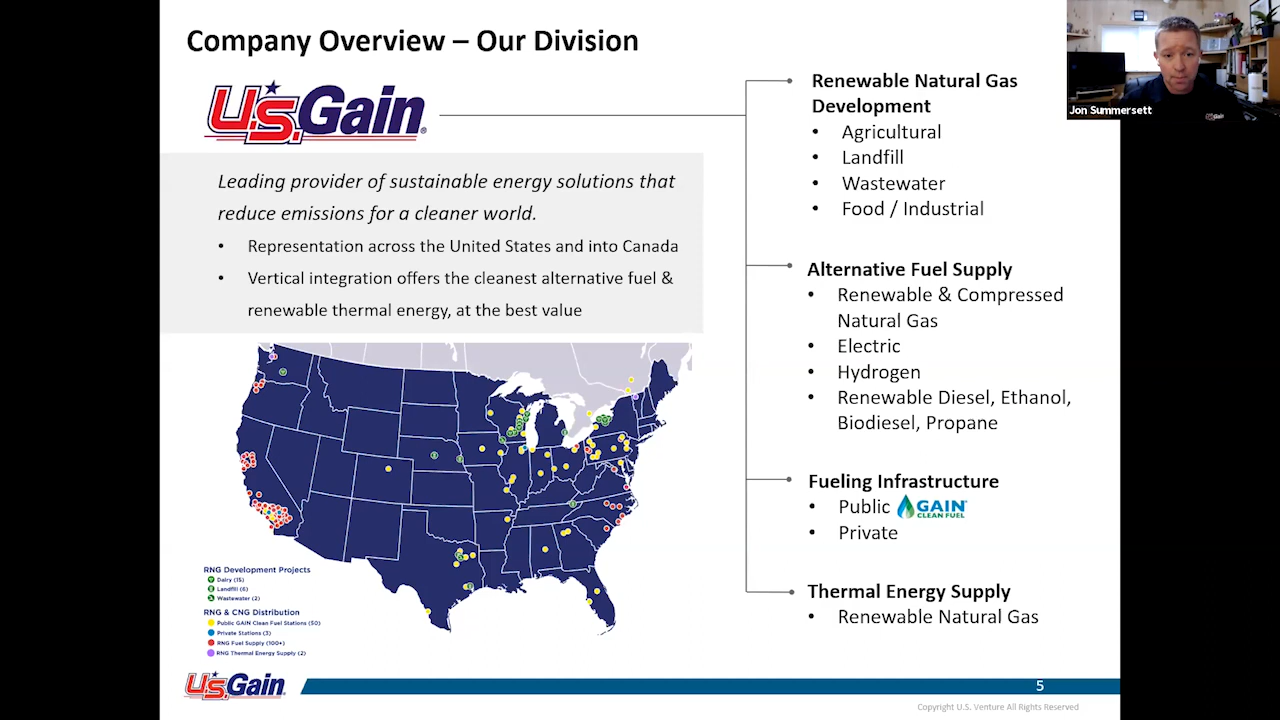 Company Overview – Our Division
Jon Summersett
U.S. Gain®
Leading provider of sustainable energy solutions that
reduce emissions for a cleaner world.
• Representation across the United States and into Canada
• Vertical integration offers the cleanest alternative fuel &
renewable thermal energy, at the best value
Renewable Natural Gas
Development
• Agricultural
• Landfill
• Wastewater
• Food / Industrial
Alternative Fuel Supply
• Renewable & Compressed
Natural Gas
• Electric
• Hydrogen
• Renewable Diesel, Ethanol,
Biodiesel, Propane
Fueling Infrastructure
• Public GAIN CLEAN FUEL
• Private
Thermal Energy Supply
• Renewable Natural Gas
RNG Development Projects
Dairy (15)
Landfill (6)
Wastewater (2)
RNG & CNG Distribution
Public GAIN Clean Fuel Stations (50)
Private Stations (3)
RNG Fuel Supply (100+)
RNG Thermal Energy Supply (2)
U.S. Gain
5
Copyright U.S. Venture All Rights Reserved